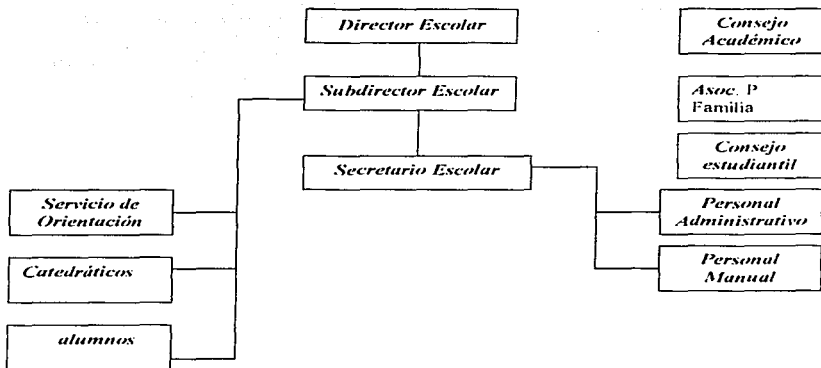 Director Escolar
Consejo
Académico
Subdirector Escolar
Asoc. P
Familia
Consejo
estudiantil
Secretario Escolar
Servicio de
Orientación
Personal
Administrativo
Catedráticos
Personal
Manual
alumnos